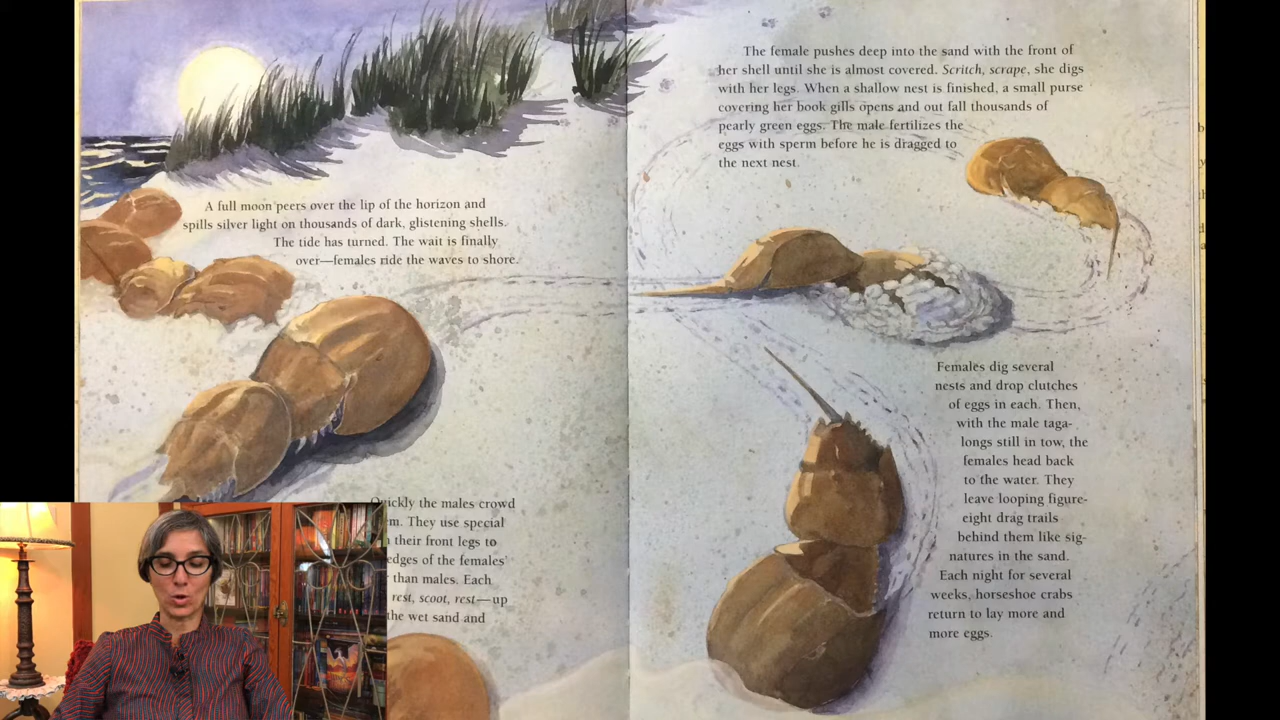 A full moon peers over the lip of the horizon and
spills silver light on thousands of dark, glistening shells.
The tide has turned. The wait is finally
over—females ride the waves to shore.
Quickly the males crowd
They use special
their front legs to
edges of the females'
than males. Each
rest, scoot, rest—up
the wet sand and
The female pushes deep into the sand with the front of
her shell until she is almost covered. Scritch, scrape, she digs
with her legs. When a shallow nest is finished, a small purse
covering her book gills opens and out fall thousands of
pearly green eggs. The male fertilizes the
eggs with sperm before he is dragged to
the next nest.
Females dig several
nests and drop clutches
of eggs in each. Then,
with the male taga-
longs still in tow, the
females head back
to the water. They
leave looping figure-
eight drag trails
behind them like sig-
natures in the sand.
Each night for several
weeks, horseshoe crabs
return to lay more and
more eggs.